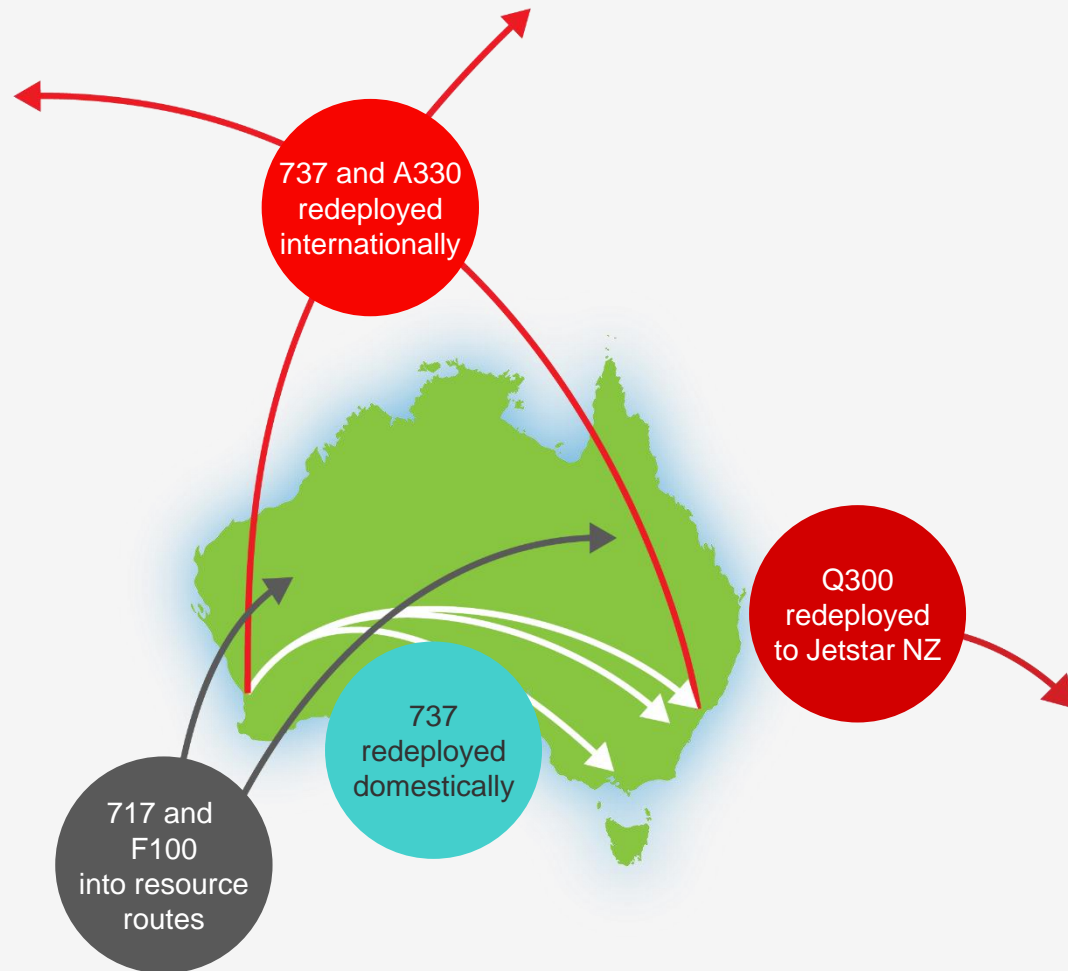 737 and A330
redeployed
internationally
Q300
redeployed
to Jetstar NZ
737
redeployed
domestically
717 and
F100
into resource
routes